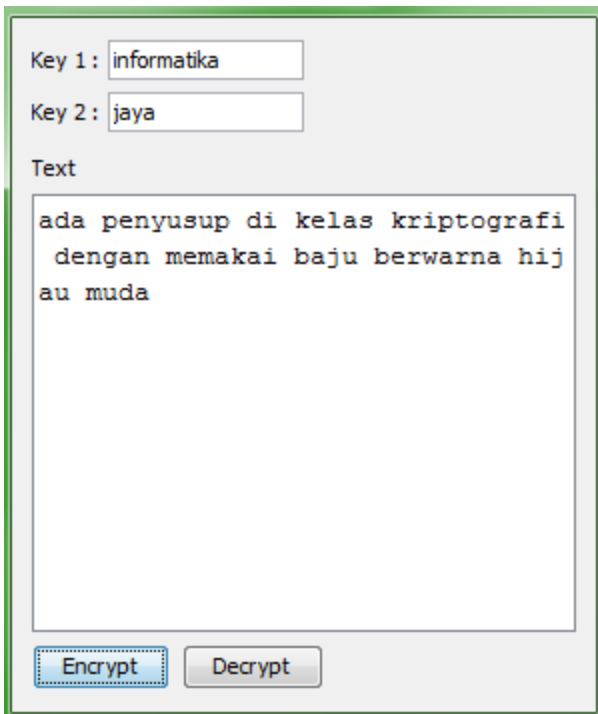 Key 1 : informatika
Key 2 : jaya
Text
ada penyusup di kelas kriptografi
dengan memakai baju berwarna hij
au muda
Encrypt Decrypt